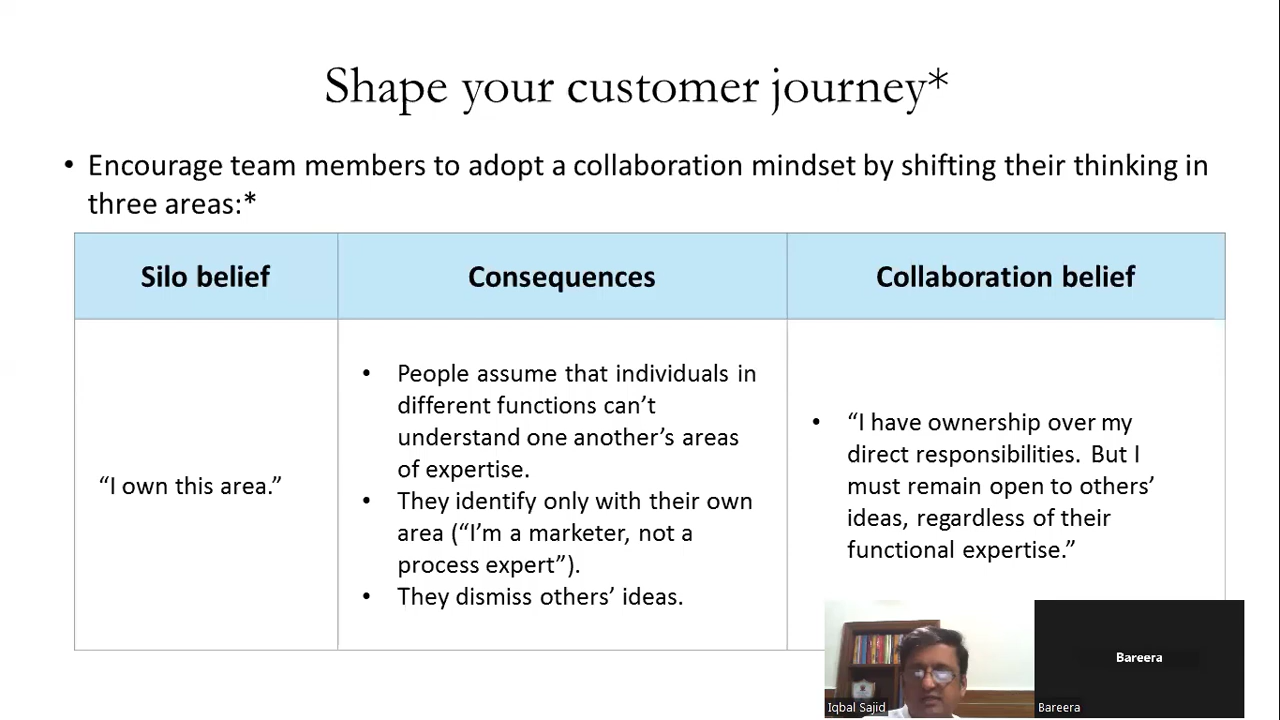 Shape your customer journey*
• Encourage team members to adopt a collaboration mindset by shifting their thinking in
three areas:*
Silo belief
Consequences
Collaboration belief
“I own this area.”
• People assume that individuals in
different functions can’t
understand one another’s areas
of expertise.
• They identify only with their own
area (“I’m a marketer, not a
process expert”).
• They dismiss others’ ideas.
• “I have ownership over my
direct responsibilities. But I
must remain open to others’
ideas, regardless of their
functional expertise.”
Iqbal Sajid
Bareera
Bareera